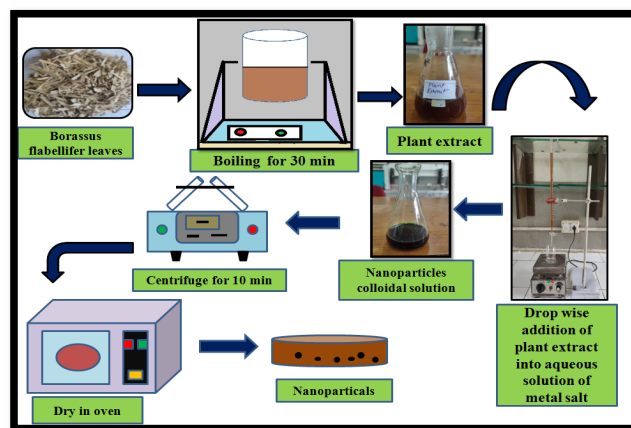 Borassus
flabellifer leaves
Boiling for 30 min
Plant
Extract
Plant extract
Drop wise
addition of
plant extract
into aqueous
solution of
metal salt
Nanoparticles
colloidal solution
Centrifuge for 10 min
Dry in oven
Nanoparticals